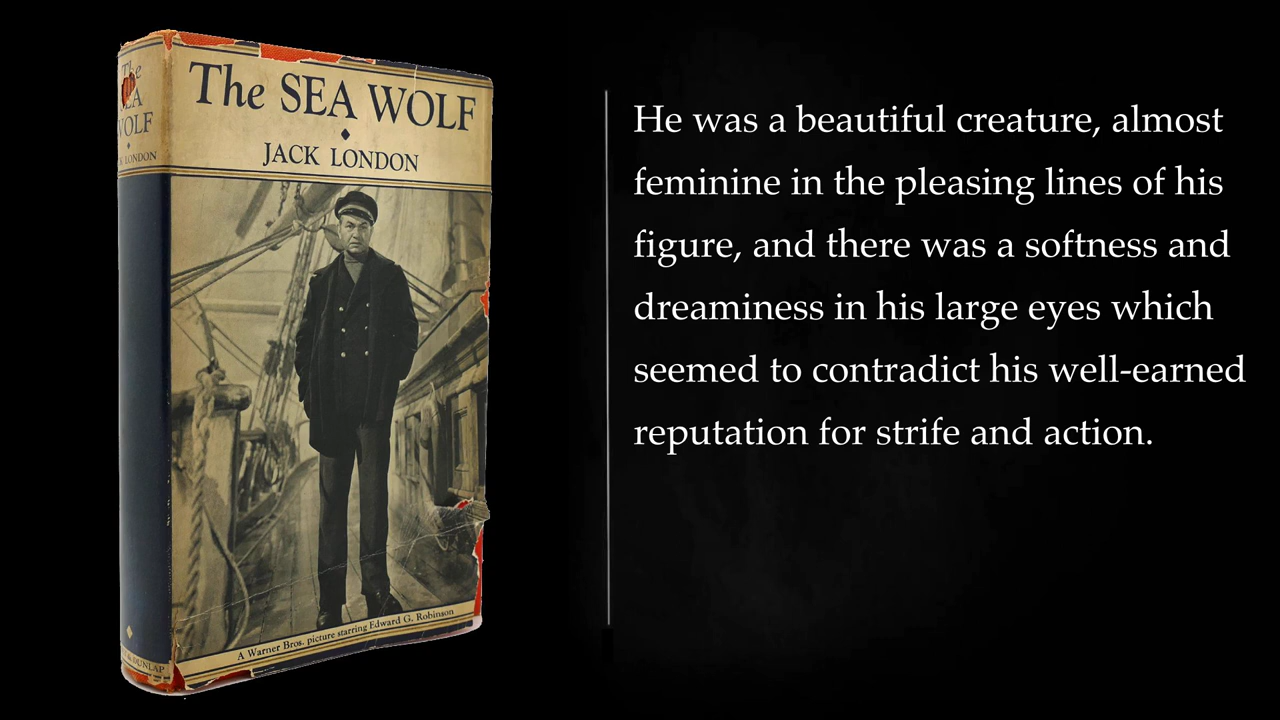 The SEA WOLF
JACK LONDON
The
SEA
WOLF
LONDON
DUNLAP
A Warner Bros. picture starring Edward G. Robinson
He was a beautiful creature, almost
feminine in the pleasing lines of his
figure, and there was a softness and
dreaminess in his large eyes which
seemed to contradict his well-earned
reputation for strife and action.